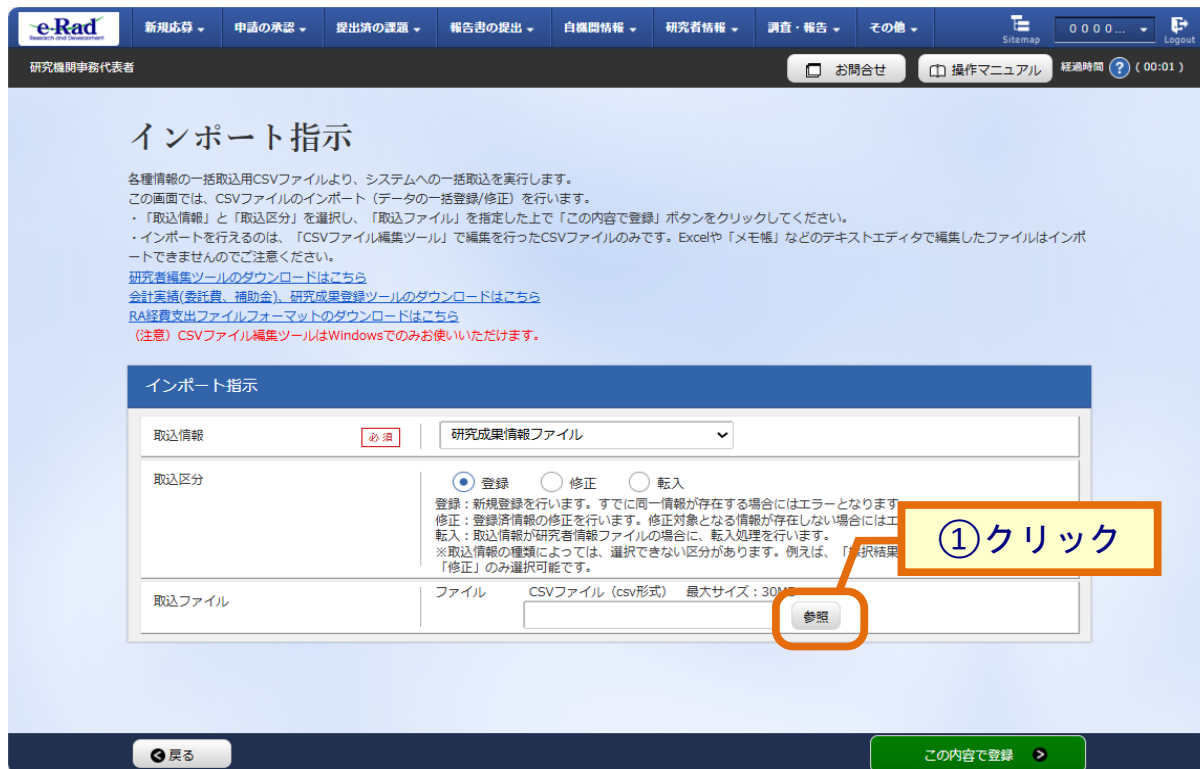 e-Rad
Research and Development
新規応募
申請の承認
提出済の課題
報告書の提出
自機関情報
研究者情報
調査・報告
その他
Sitemap
0000...
Logout
研究機関事務代表者
お問合せ
操作マニュアル
経過時間 ? ( 00:01 )
インポート指示
各種情報の一括取込用CSVファイルより、システムへの一括取込を実行します。
この画面では、CSVファイルのインポート（データの一括登録/修正）を行います。
・「取込情報」と「取込区分」を選択し、「取込ファイル」を指定した上で「この内容で登録」ボタンをクリックしてください。
・インポートを行えるのは、「CSVファイル編集ツール」で編集を行ったCSVファイルのみです。Excelや「メモ帳」などのテキストエディタで編集したファイルはインポ
ートできませんのでご注意ください。
研究者編集ツールのダウンロードはこちら
会計実績(委託費、補助金)、研究成果登録ツールのダウンロードはこちら
RA経費支出ファイルフォーマットのダウンロードはこちら
（注意）CSVファイル編集ツールはWindowsでのみお使いいただけます。
インポート指示
取込情報
必須
研究成果情報ファイル
取込区分
登録
修正
転入
登録：新規登録を行います。すでに同一情報が存在する場合にはエラーとなります
修正：登録済情報の修正を行います。修正対象となる情報が存在しない場合にはエ
転入：取込情報が研究者情報ファイルの場合に、転入処理を行います。
※取込情報の種類によっては、選択できない区分があります。例えば、「採択結果
「修正」のみ選択可能です。
①クリック
取込ファイル
ファイル
CSVファイル（csv形式） 最大サイズ：30M
参照
戻る
この内容で登録